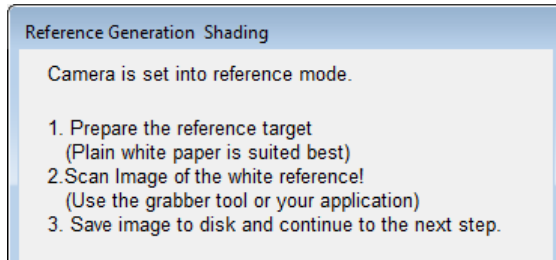 Reference Generation Shading
Camera is set into reference mode.
1. Prepare the reference target
(Plain white paper is suited best)
2.Scan Image of the white reference!
(Use the grabber tool or your application)
3. Save image to disk and continue to the next step.